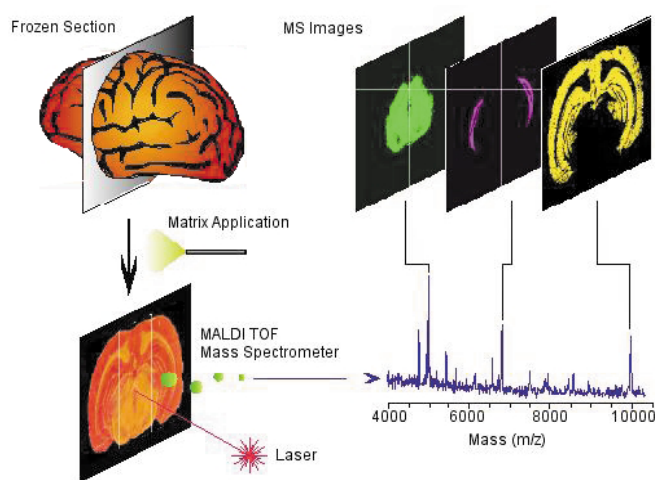 Frozen Section
MS Images
Matrix Application
MALDI TOF
Mass Spectrometer
Laser
4000 6000 8000 10000
Mass (m/z)